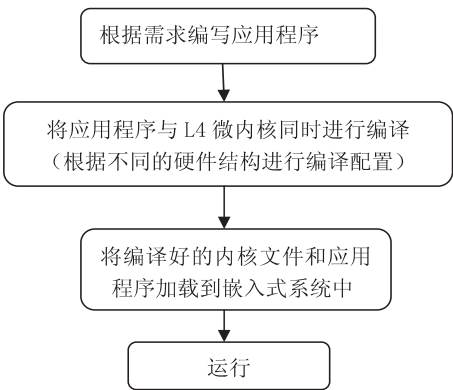 根据需求编写应用程序
将应用程序与 L4 微内核同时进行编译
（根据不同的硬件结构进行编译配置）
将编译好的内核文件和应用
程序加载到嵌入式系统中
运行